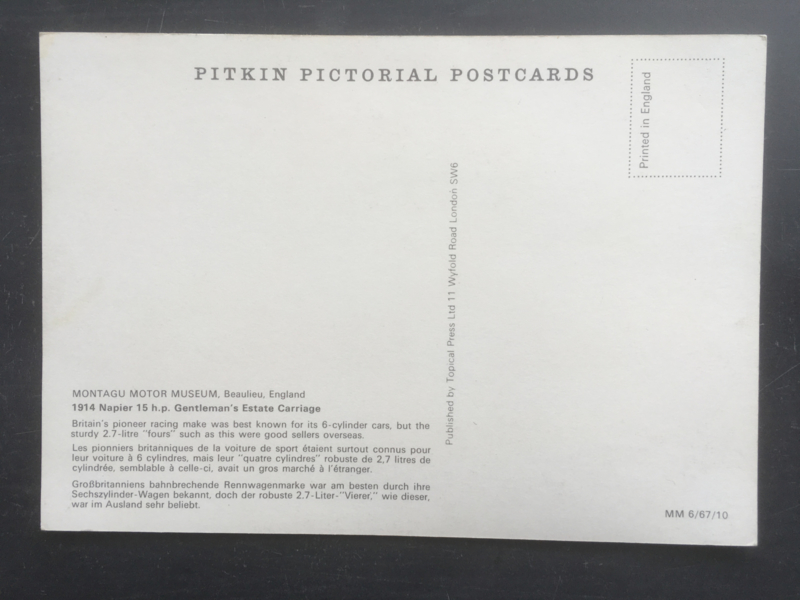 PITKIN PICTORIAL POSTCARDS
Printed in England
Published by Topical Press Ltd 11 Wyfold Road London SW6
MONTAGU MOTOR MUSEUM, Beaulieu, England
1914 Napier 15 h.p. Gentleman's Estate Carriage
Britain's pioneer racing make was best known for its 6-cylinder cars, but the
sturdy 2.7-litre "fours" such as this were good sellers overseas.
Les pionniers britanniques de la voiture de sport étaient surtout connus pour
leur voiture à 6 cylindres, mais leur "quatre cylindres" robuste de 2,7 litres de
cylindrée, semblable à celle-ci, avait un gros marché à l'étranger.
Großbritanniens bahnbrechende Rennwagenmarke war am besten durch ihre
Sechszylinder-Wagen bekannt, doch der robuste 2.7-Liter-"Vierer," wie dieser,
war im Ausland sehr beliebt.
MM 6/67/10